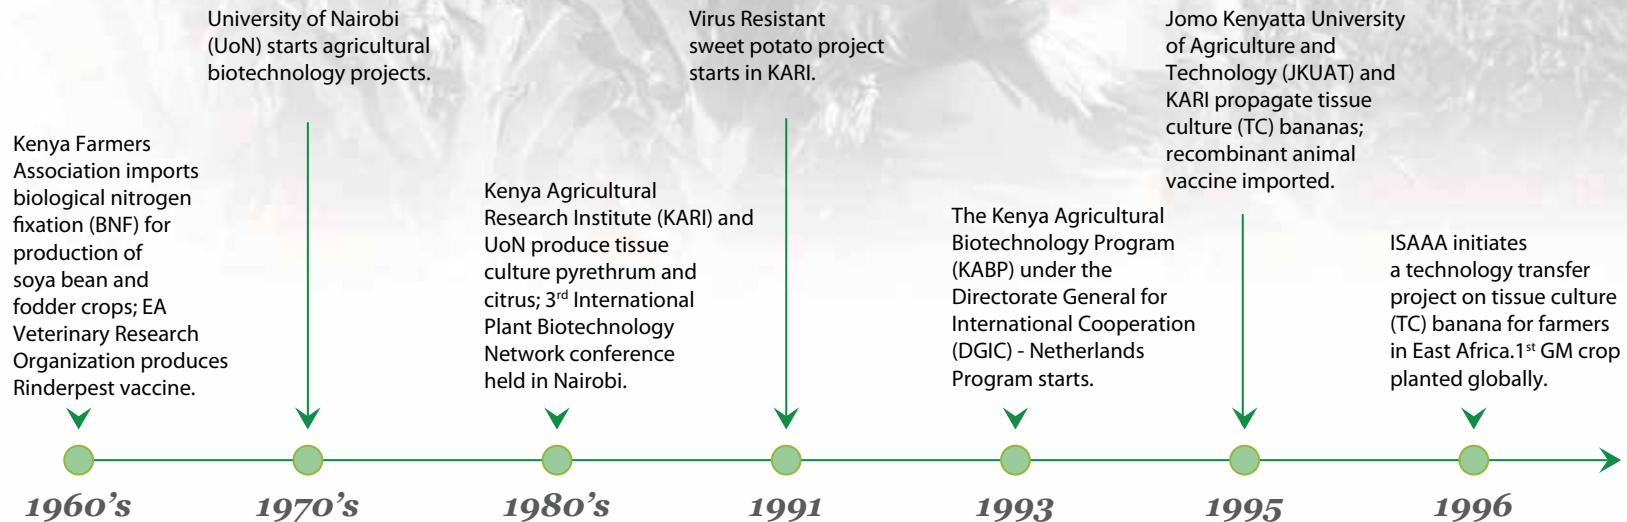 Kenya Farmers
Association imports
biological nitrogen
fixation (BNF) for
production of
soya bean and
fodder crops; EA
Veterinary Research
Organization produces
Rinderpest vaccine.
1960's
University of Nairobi
(UoN) starts agricultural
biotechnology projects.
1970's
Kenya Agricultural
Research Institute (KARI) and
UoN produce tissue
culture pyrethrum and
citrus; 3rd International
Plant Biotechnology
Network conference
held in Nairobi.
1980's
Virus Resistant
sweet potato project
starts in KARI.
1991
The Kenya Agricultural
Biotechnology Program
(KABP) under the
Directorate General for
International Cooperation
(DGIC) - Netherlands
Program starts.
1993
Jomo Kenyatta University
of Agriculture and
Technology (JKUAT) and
KARI propagate tissue
culture (TC) bananas;
recombinant animal
vaccine imported.
1995
ISAAA initiates
a technology transfer
project on tissue culture
(TC) banana for farmers
in East Africa.1st GM crop
planted globally.
1996